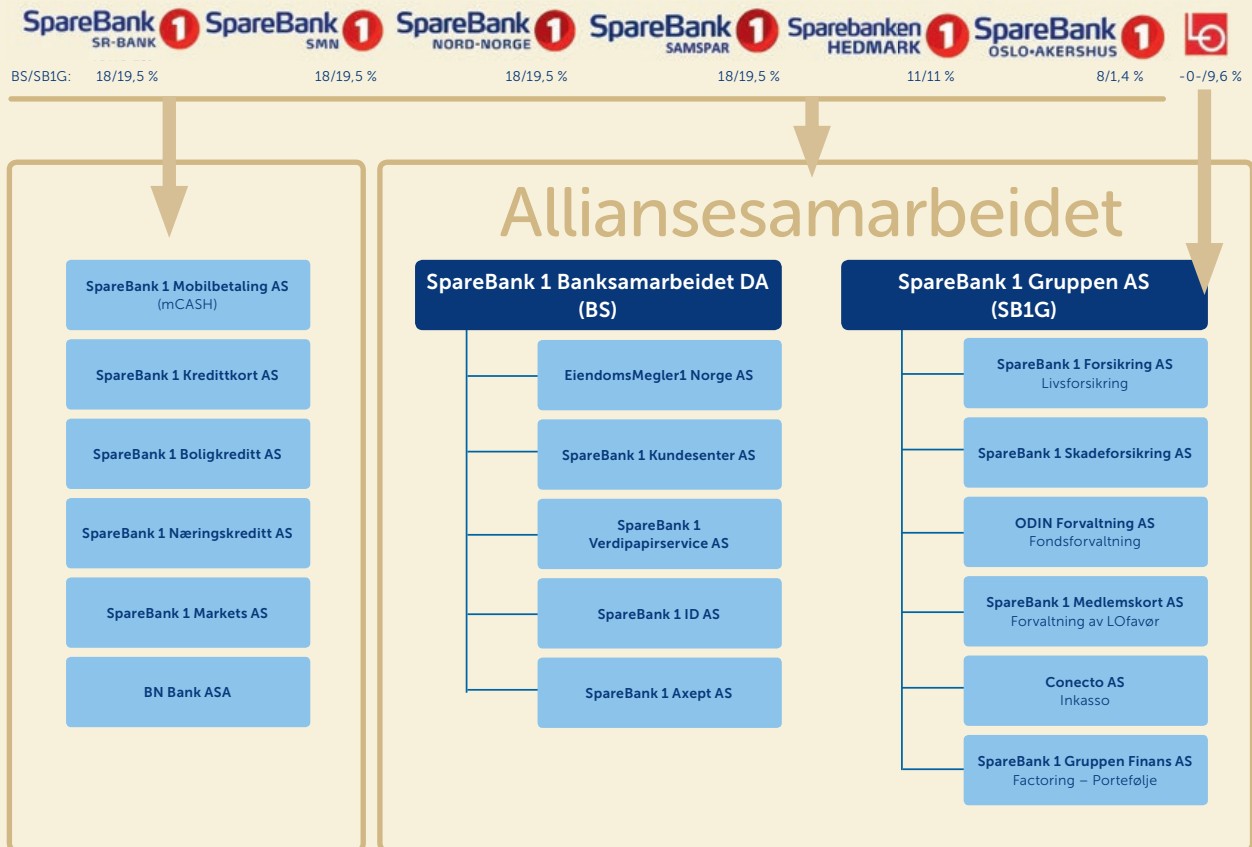 SpareBank 1
SR-BANK
SpareBank 1
SMN
SpareBank 1
NORD-NORGE
SpareBank 1
SAMSPAR
Sparebanken 1
HEDMARK
SpareBank 1
OSLO•AKERSHUS
LO
BS/SB1G: 18/19,5 % 18/19,5 % 18/19,5 % 18/19,5 % 11/11 % 8/1,4 % -0-/9,6 %
SpareBank 1 Mobilbetaling AS
(mCASH)
SpareBank 1 Kredittkort AS
SpareBank 1 Boligkreditt AS
SpareBank 1 Næringskreditt AS
SpareBank 1 Markets AS
BN Bank ASA
Alliansesamarbeidet
SpareBank 1 Banksamarbeidet DA
(BS)
EiendomsMegler1 Norge AS
SpareBank 1 Kundesenter AS
SpareBank 1
Verdipapirservice AS
SpareBank 1 ID AS
SpareBank 1 Axept AS
SpareBank 1 Gruppen AS
(SB1G)
SpareBank 1 Forsikring AS
Livsforsikring
SpareBank 1 Skadeforsikring AS
ODIN Forvaltning AS
Fondsforvaltning
SpareBank 1 Medlemskort AS
Forvaltning av LOfavør
Conecto AS
Inkasso
SpareBank 1 Gruppen Finans AS
Factoring – Portefølje